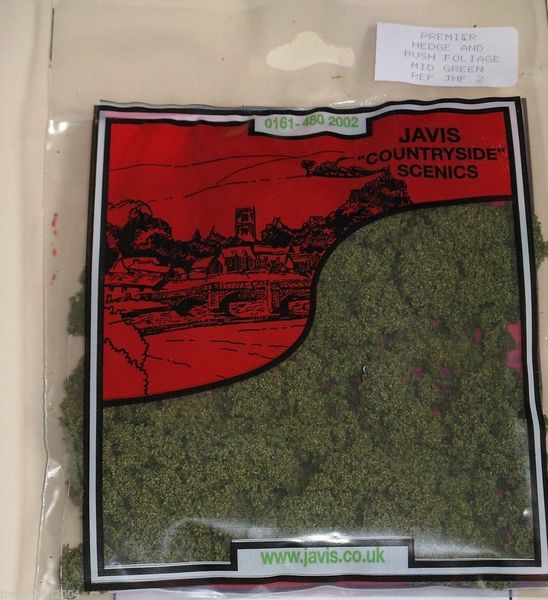 PREMIER
HEDGE AND
BUSH FOLIAGE
MID GREEN
REF JHF 2
0161-480 2002
JAVIS
"COUNTRYSIDE"
SCENICS
www.javis.co.uk